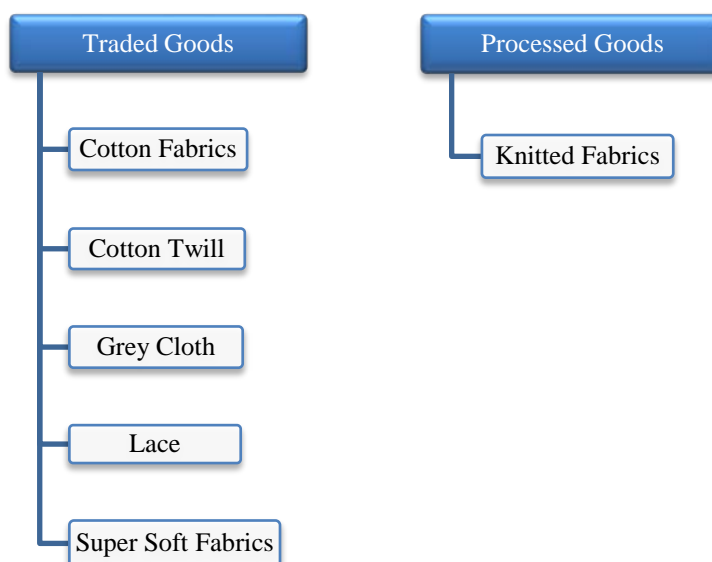 Traded Goods
Cotton Fabrics
Cotton Twill
Grey Cloth
Lace
Super Soft Fabrics
Processed Goods
Knitted Fabrics